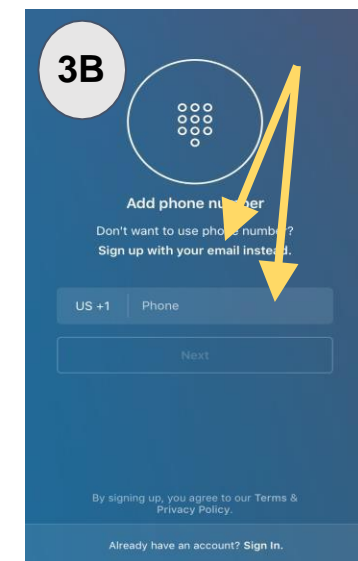 3B
Add phone number
Don't want to use phone number?
Sign up with your email instead.
US +1 Phone
Next
By signing up, you agree to our Terms &
Privacy Policy.
Already have an account? Sign In.